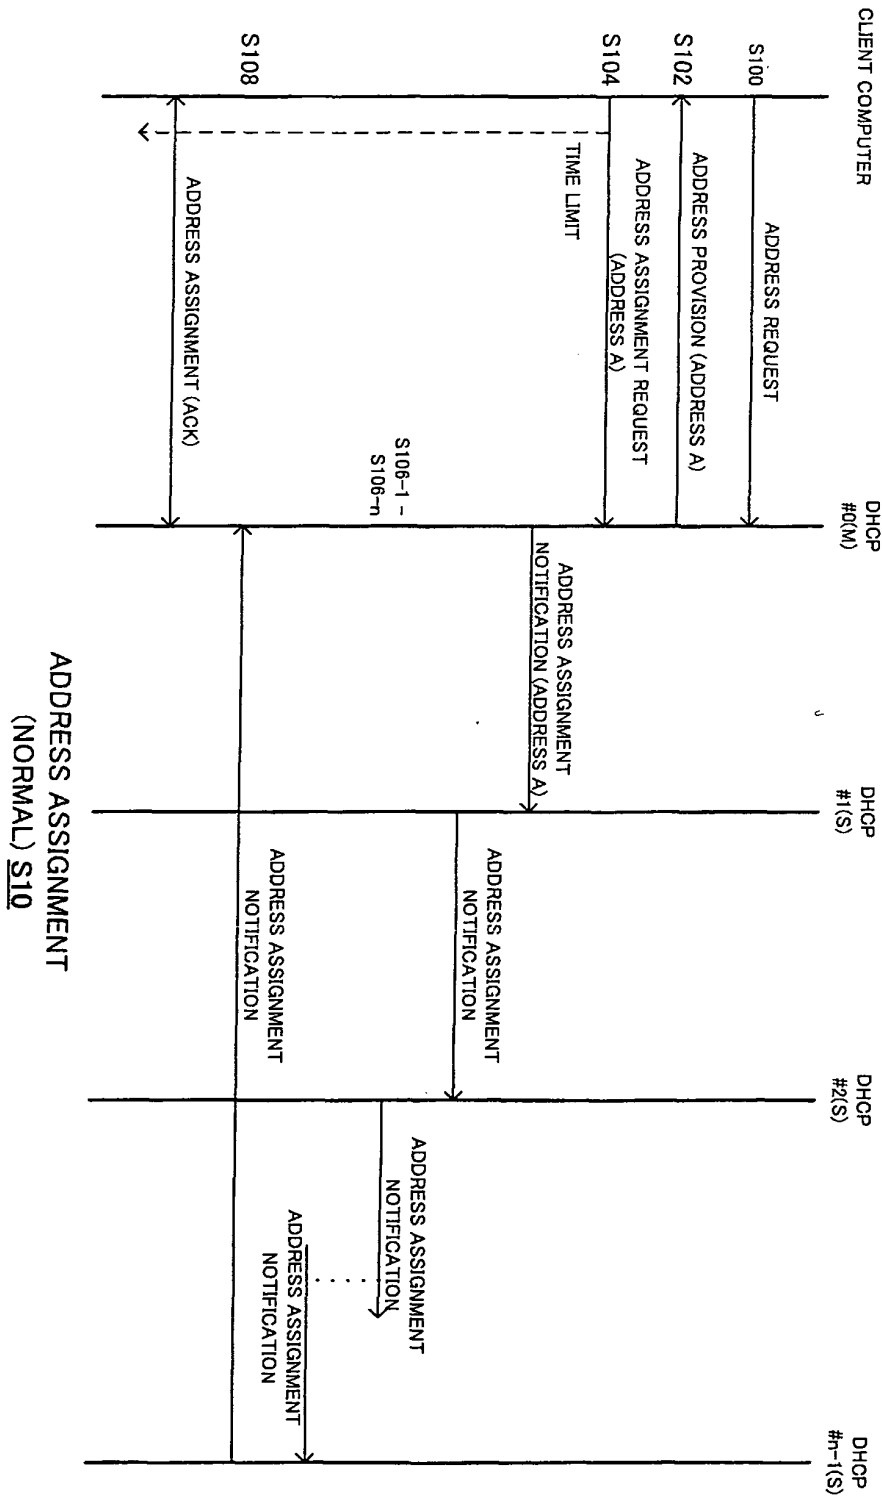 CLIENT COMPUTER
DHCP
#0(M)
DHCP
#1(S)
DHCP
#2(S)
DHCP
#n-1(S)
S100
ADDRESS REQUEST
S102
ADDRESS PROVISION (ADDRESS A)
S104
ADDRESS ASSIGNMENT REQUEST
(ADDRESS A)
TIME LIMIT
ADDRESS ASSIGNMENT
NOTIFICATION (ADDRESS A)
ADDRESS ASSIGNMENT
NOTIFICATION
S106-1 -
S106-n
ADDRESS ASSIGNMENT
NOTIFICATION
ADDRESS ASSIGNMENT
NOTIFICATION
ADDRESS ASSIGNMENT
NOTIFICATION
S108
ADDRESS ASSIGNMENT (ACK)
ADDRESS ASSIGNMENT
(NORMAL) S10